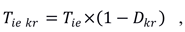 T_{ie kr} = T_{ie}×(1−D_{kr}) ,